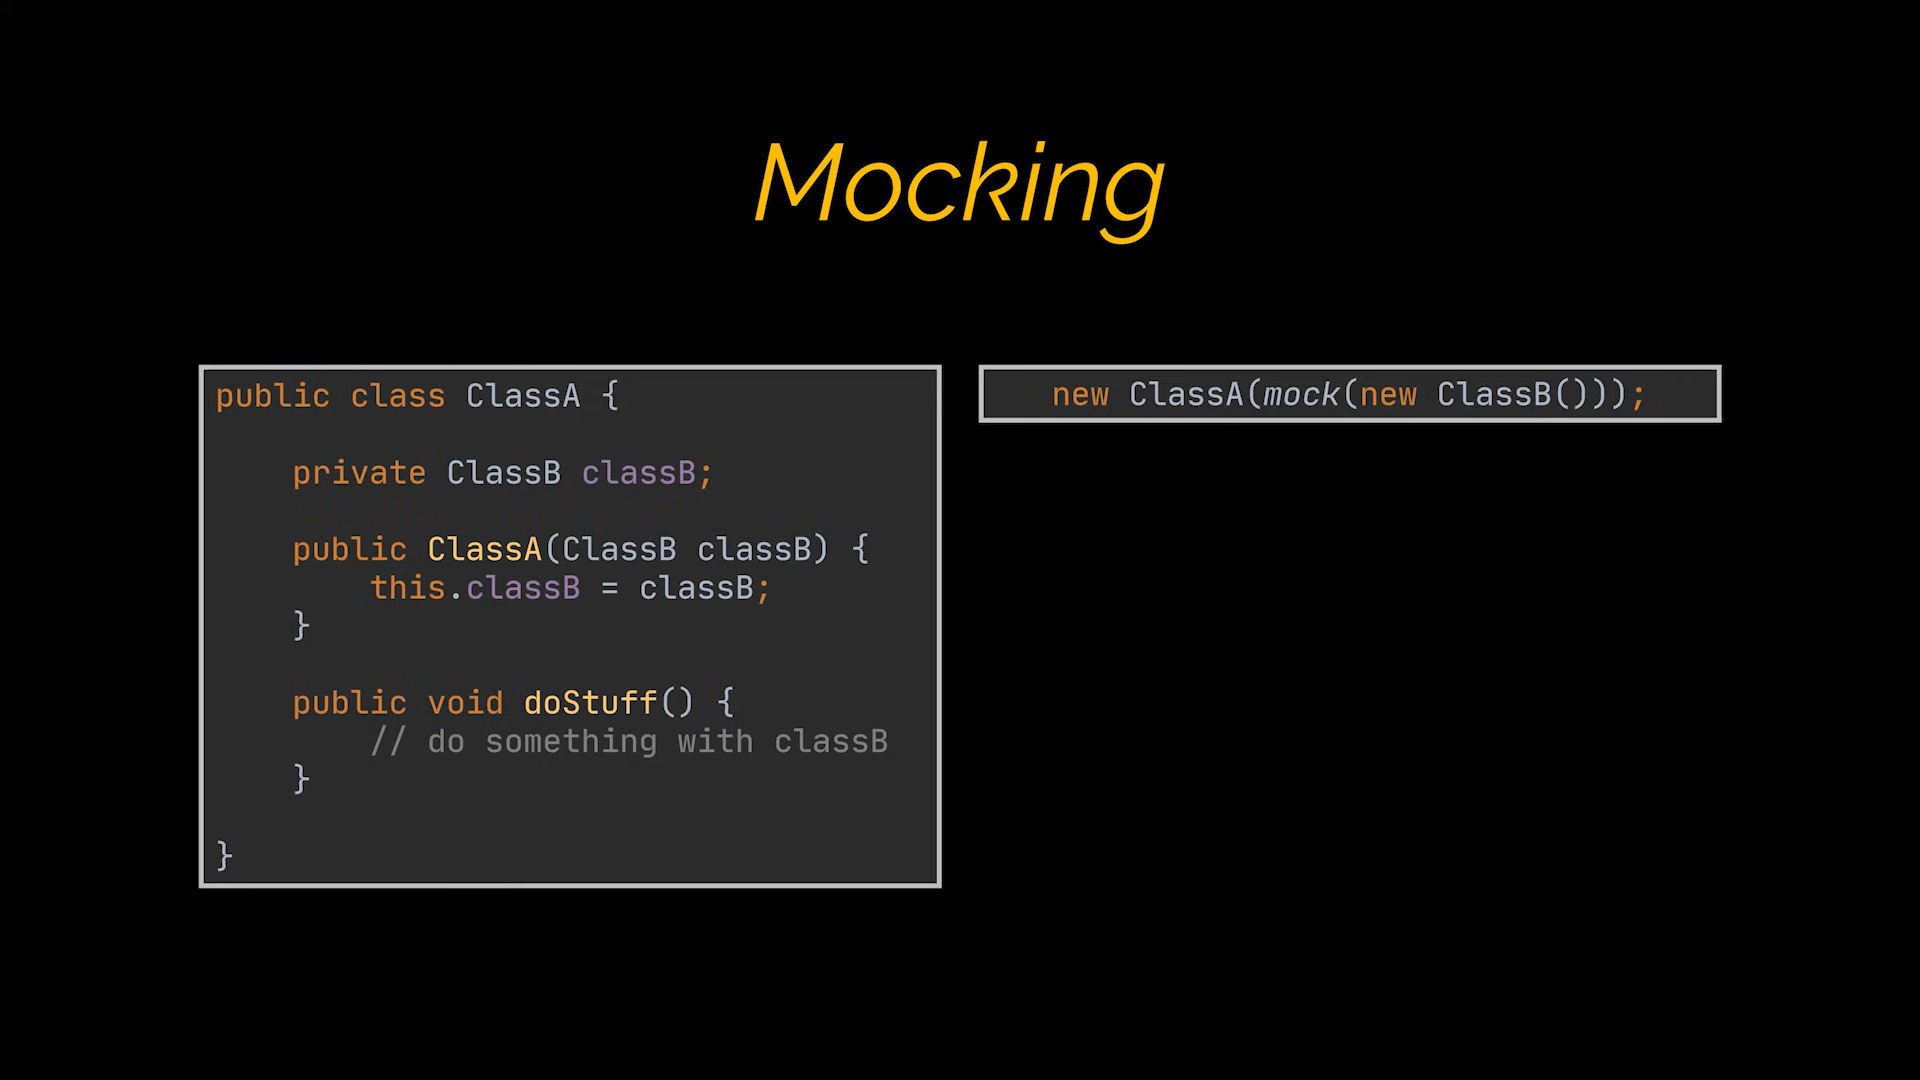 Mocking
public class ClassA {
private ClassB classB;
public ClassA(ClassB classB) {
this.classB = classB;
}
public void doStuff() {
// do something with classB
}
}
new ClassA(mock(new ClassB()));